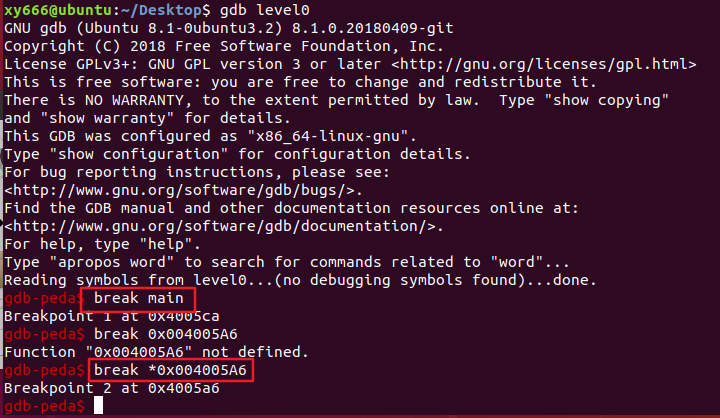 xy666@ubuntu:~/Desktop$ gdb level0
GNU gdb (Ubuntu 8.1-0ubuntu3.2) 8.1.0.20180409-git
Copyright (C) 2018 Free Software Foundation, Inc.
License GPLv3+: GNU GPL version 3 or later <http://gnu.org/licenses/gpl.html>
This is free software: you are free to change and redistribute it.
There is NO WARRANTY, to the extent permitted by law.  Type "show copying"
and "show warranty" for details.
This GDB was configured as "x86_64-linux-gnu".
Type "show configuration" for configuration details.
For bug reporting instructions, please see:
<http://www.gnu.org/software/gdb/bugs/>.
Find the GDB manual and other documentation resources online at:
<http://www.gnu.org/software/gdb/documentation/>.
For help, type "help".
Type "apropos word" to search for commands related to "word"...
Reading symbols from level0...(no debugging symbols found)...done.
gdb-peda$ break main
Breakpoint 1 at 0x4005ca
gdb-peda$ break 0x004005A6
Function "0x004005A6" not defined.
gdb-peda$ break *0x004005A6
Breakpoint 2 at 0x4005a6
gdb-peda$